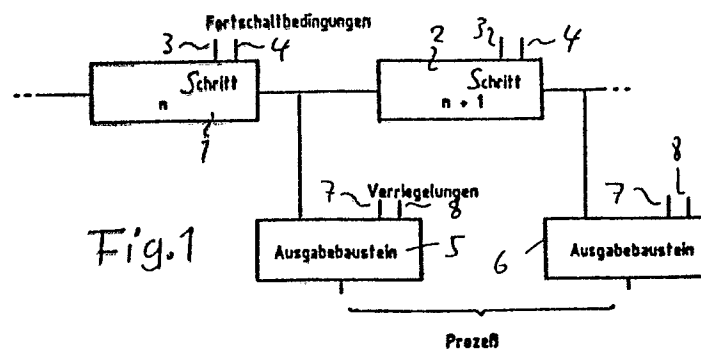 Fortschaltbedingungen
3 4 2 3 4
Schritt Schritt
n n + 1
1
8
7 Verriegelungen 7
8
Fig.1 Ausgabebaustein 5 6 Ausgabebaustein
Prozeß